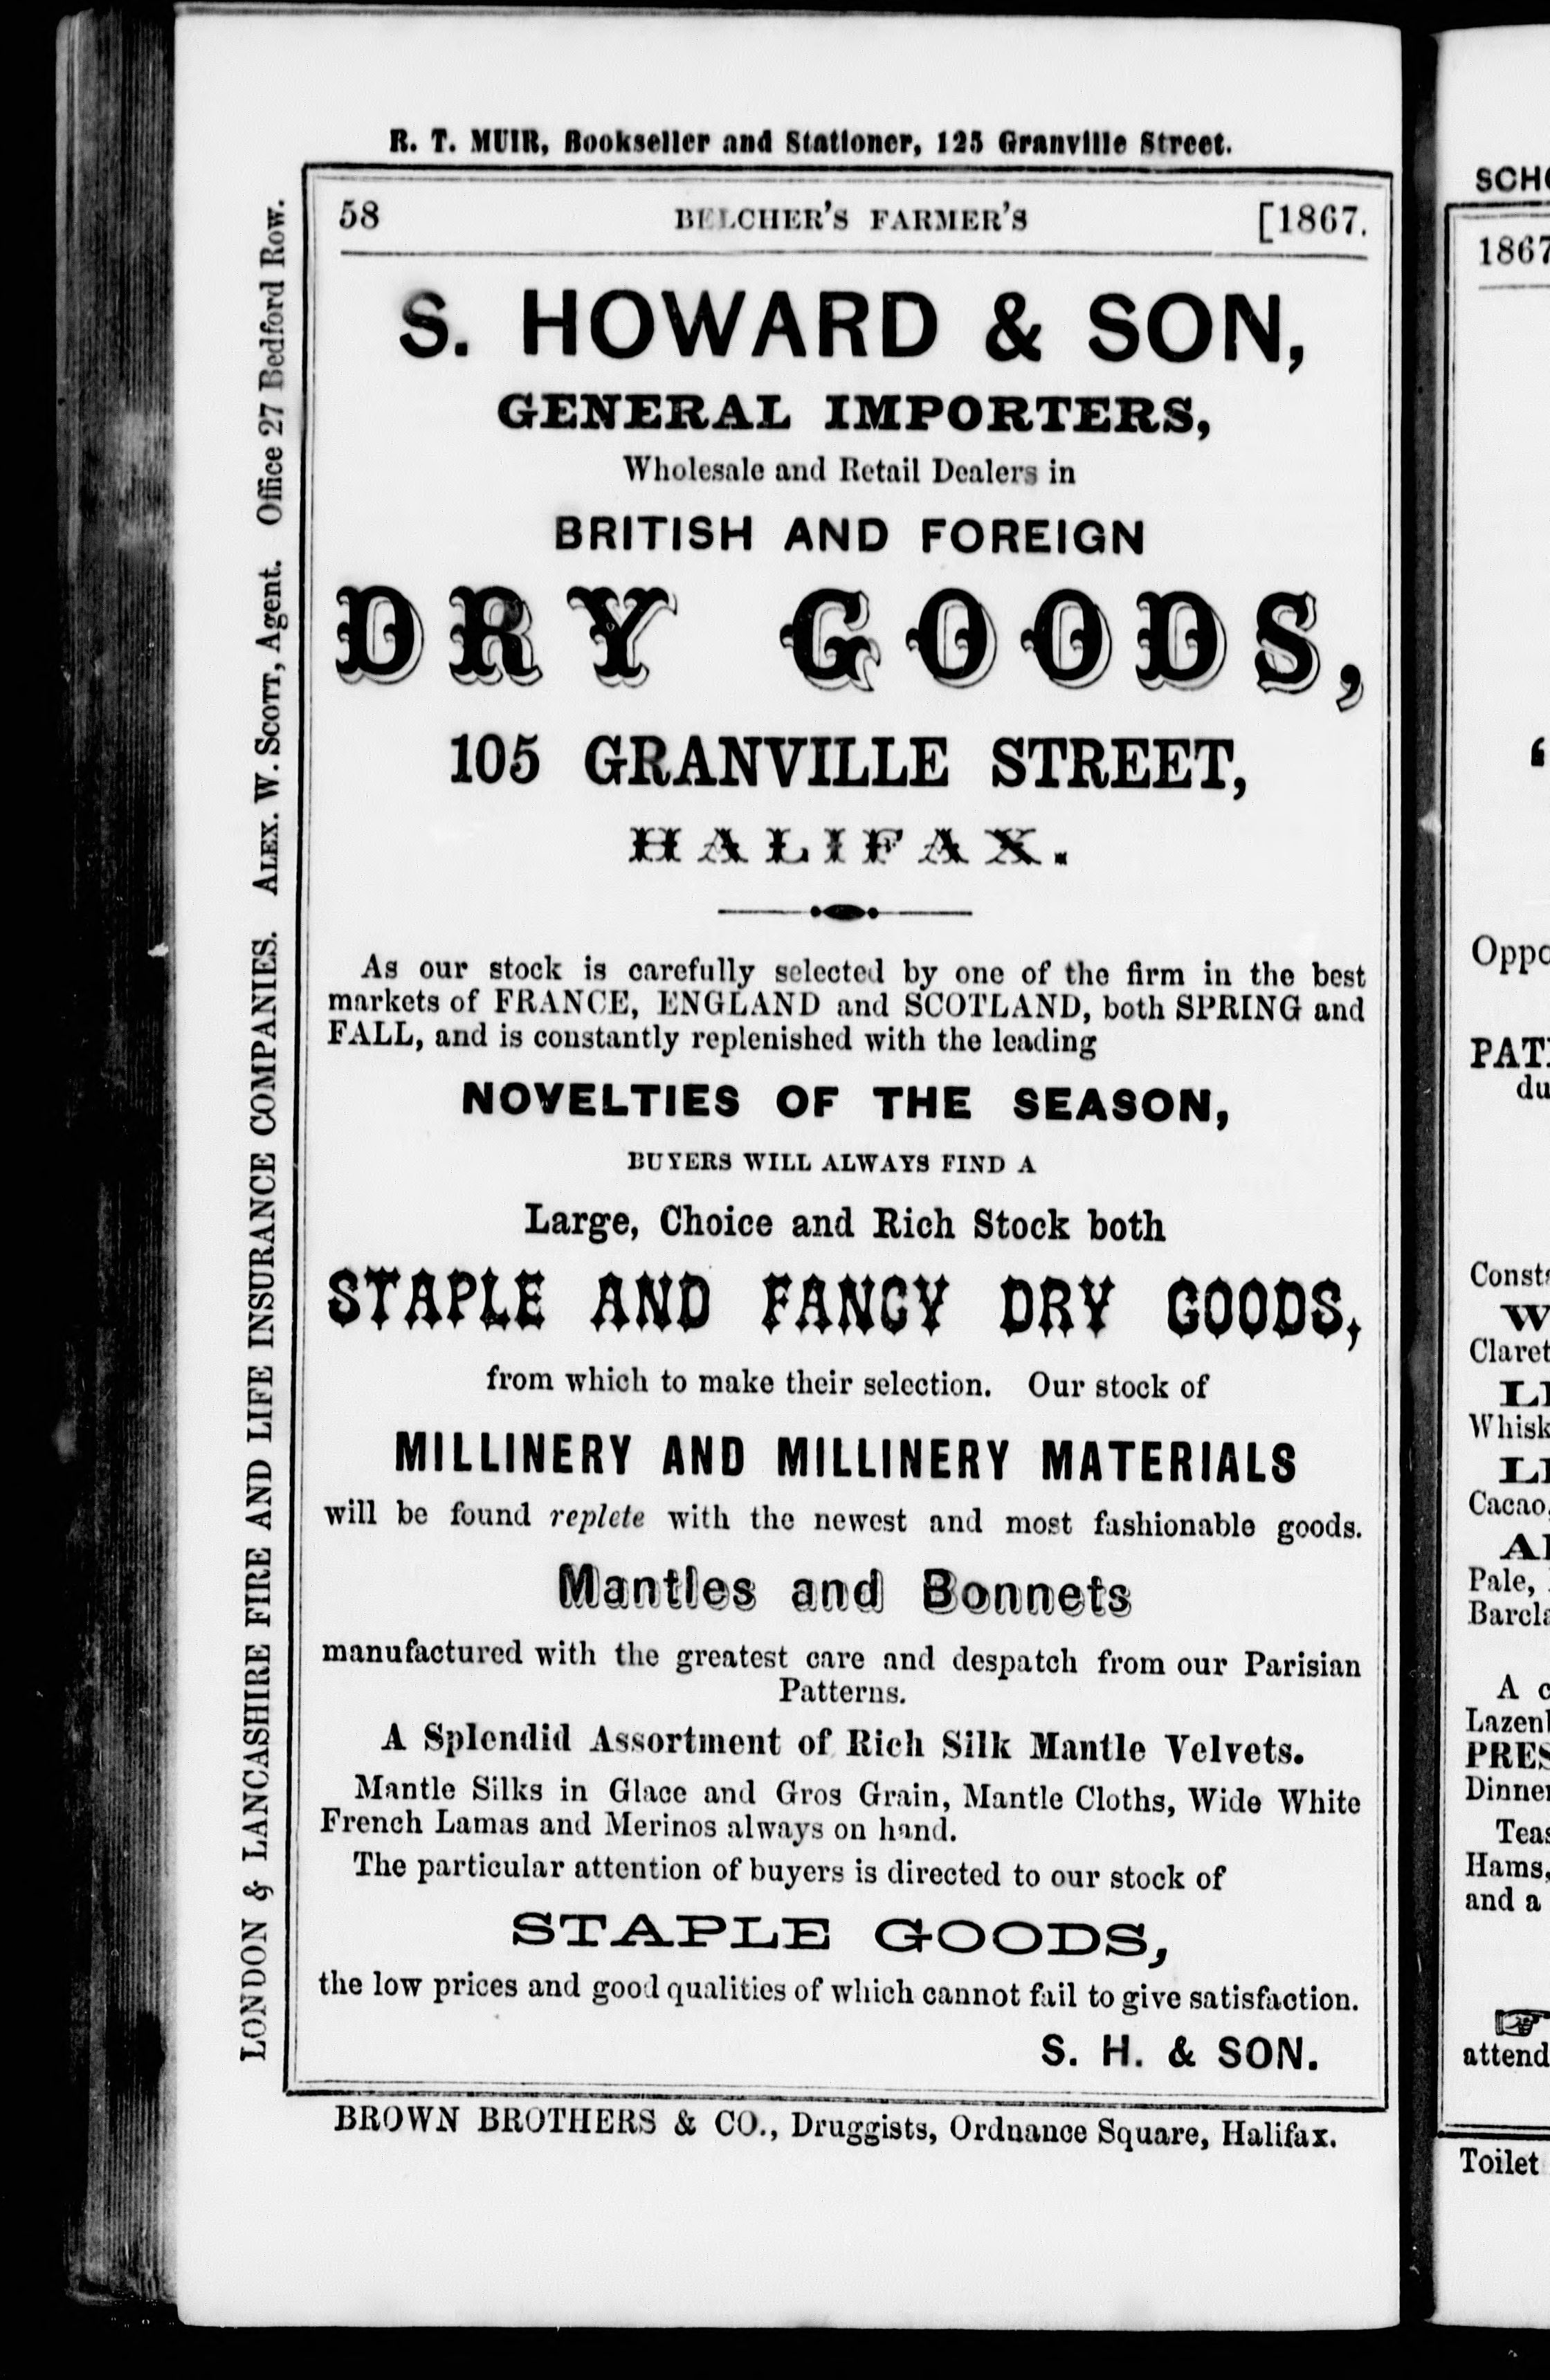 R. T. MUIR, Bookseller and Stationer, 125 Granville Street.
58 BELCHER'S FARMER'S [1867.
S. HOWARD & SON,
GENERAL IMPORTERS,
Wholesale and Retail Dealers in
BRITISH AND FOREIGN
DRY GOODS,
105 GRANVILLE STREET,
HALIFAX.
As our stock is carefully selected by one of the firm in the best
markets of FRANCE, ENGLAND and SCOTLAND, both SPRING and
FALL, and is constantly replenished with the leading
NOVELTIES OF THE SEASON,
BUYERS WILL ALWAYS FIND A
Large, Choice and Rich Stock both
STAPLE AND FANCY DRY GOODS,
from which to make their selection. Our stock of
MILLINERY AND MILLINERY MATERIALS
will be found replete with the newest and most fashionable goods.
Mantles and Bonnets
manufactured with the greatest care and despatch from our Parisian
Patterns.
A Splendid Assortment of Rich Silk Mantle Velvets.
Mantle Silks in Glace and Gros Grain, Mantle Cloths, Wide White
French Lamas and Merinos always on hand.
The particular attention of buyers is directed to our stock of
STAPLE GOODS,
the low prices and good qualities of which cannot fail to give satisfaction.
S. H. & SON.
BROWN BROTHERS & CO., Druggists, Ordnance Square, Halifax.
LONDON & LANCASHIRE FIRE AND LIFE INSURANCE COMPANIES. ALEX. W. SCOTT, Agent. Office 27 Bedford Row.
1867
Claret
Cacao,
Pale,
A
Hams,
and a
Toilet